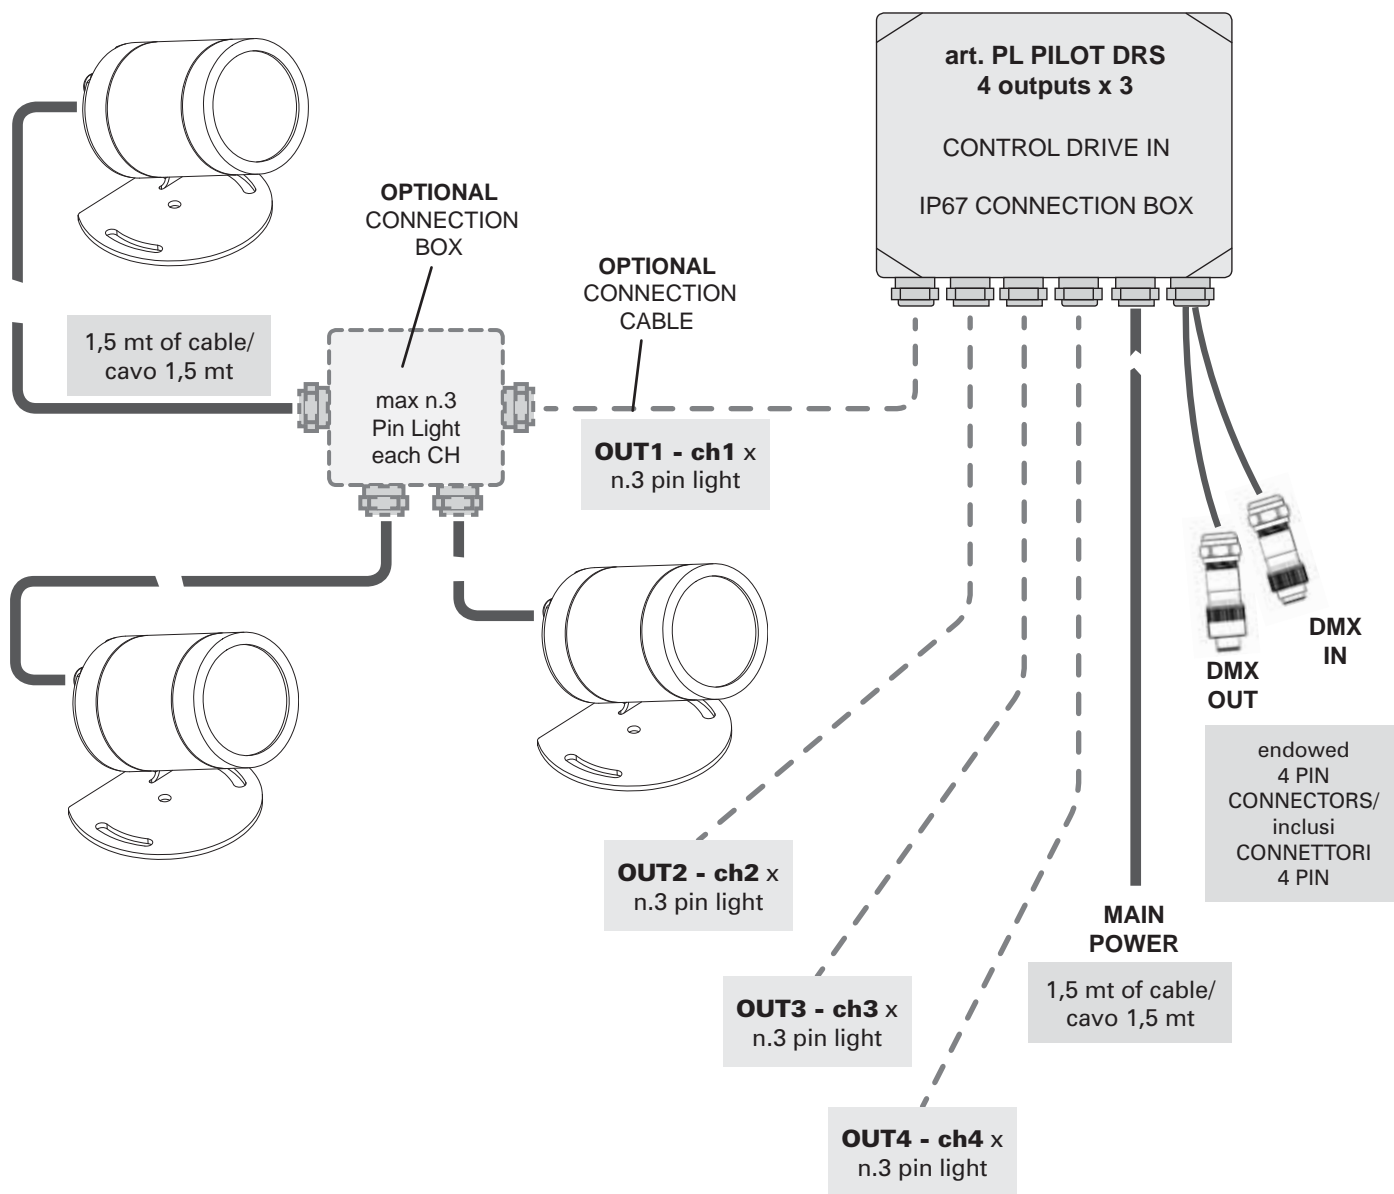 art. PL PILOT DRS
4 outputs x 3
CONTROL DRIVE IN
IP67 CONNECTION BOX
OPTIONAL
CONNECTION
BOX
OPTIONAL
CONNECTION
CABLE
1,5 mt of cable/
cavo 1,5 mt
max n.3
Pin Light
each CH
OUT1 - ch1 x
n.3 pin light
DMX
IN
DMX
OUT
endowed
4 PIN
CONNECTORS/
inclusi
CONNETTORI
4 PIN
OUT2 - ch2 x
n.3 pin light
MAIN
POWER
1,5 mt of cable/
cavo 1,5 mt
OUT3 - ch3 x
n.3 pin light
OUT4 - ch4 x
n.3 pin light